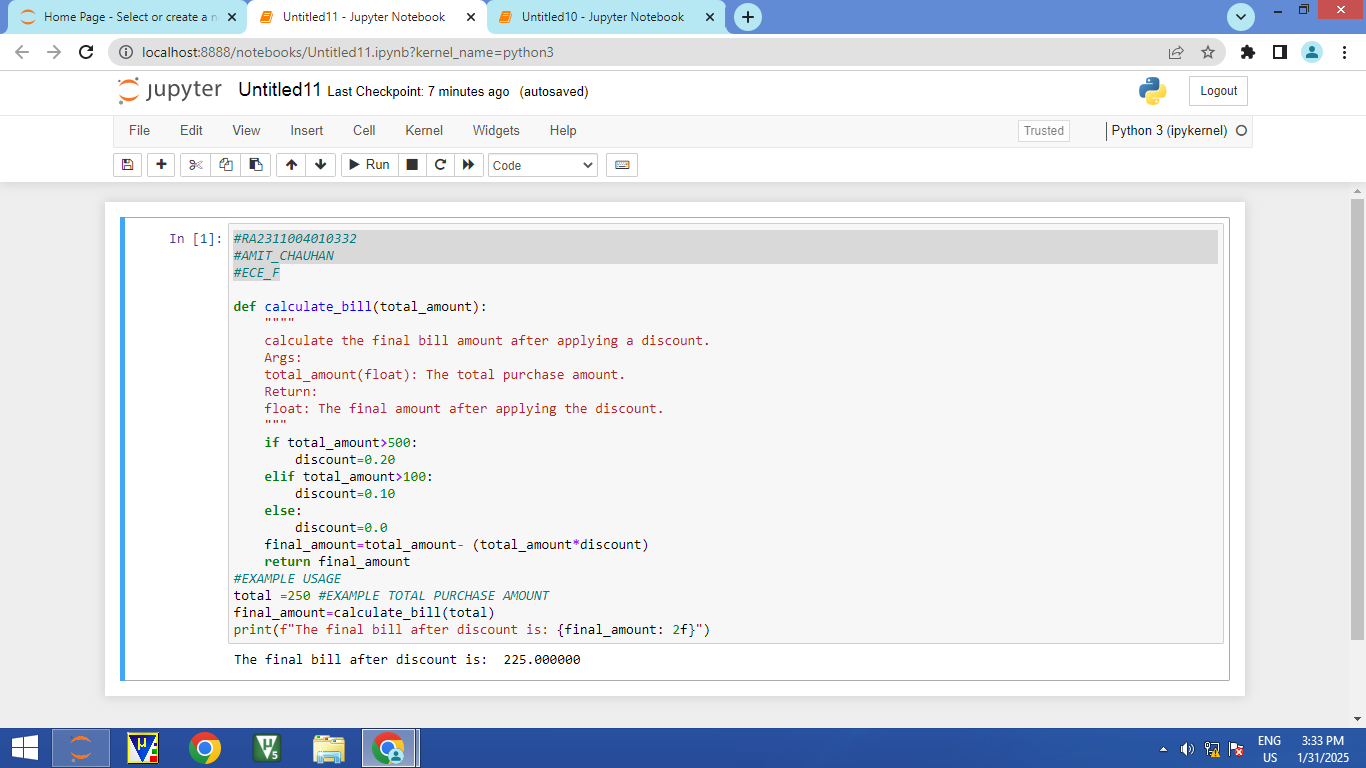 Home Page - Select or create a n
Untitled11 - Jupyter Notebook
Untitled10 - Jupyter Notebook
localhost:8888/notebooks/Untitled11.ipynb?kernel_name=python3
jupyter Untitled11 Last Checkpoint: 7 minutes ago (autosaved)
Logout
File Edit View Insert Cell Kernel Widgets Help
Trusted
Python 3 (ipykernel)
Run
Code
In [1]:
#RA2311004010332
#AMIT_CHAUHAN
#ECE_F
def calculate_bill(total_amount):
    """"
    calculate the final bill amount after applying a discount.
    Args:
    total_amount(float): The total purchase amount.
    Return:
    float: The final amount after applying the discount.
    """
    if total_amount>500:
        discount=0.20
    elif total_amount>100:
        discount=0.10
    else:
        discount=0.0
    final_amount=total_amount- (total_amount*discount)
    return final_amount
#EXAMPLE USAGE
total =250 #EXAMPLE TOTAL PURCHASE AMOUNT
final_amount=calculate_bill(total)
print(f"The final bill after discount is: {final_amount: 2f}")
The final bill after discount is:  225.000000
ENG
US
3:33 PM
1/31/2025